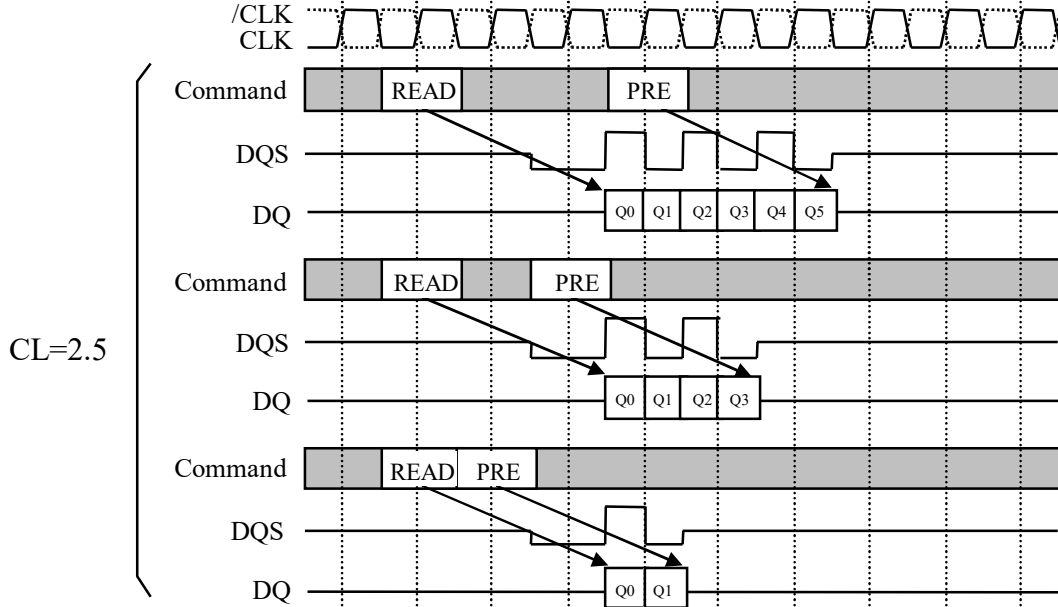 /CLK
CLK
Command READ PRE
DQS
DQ Q0 Q1 Q2 Q3 Q4 Q5
Command READ PRE
CL=2.5
DQS
DQ Q0 Q1 Q2 Q3
Command READ PRE
DQS
DQ Q0 Q1